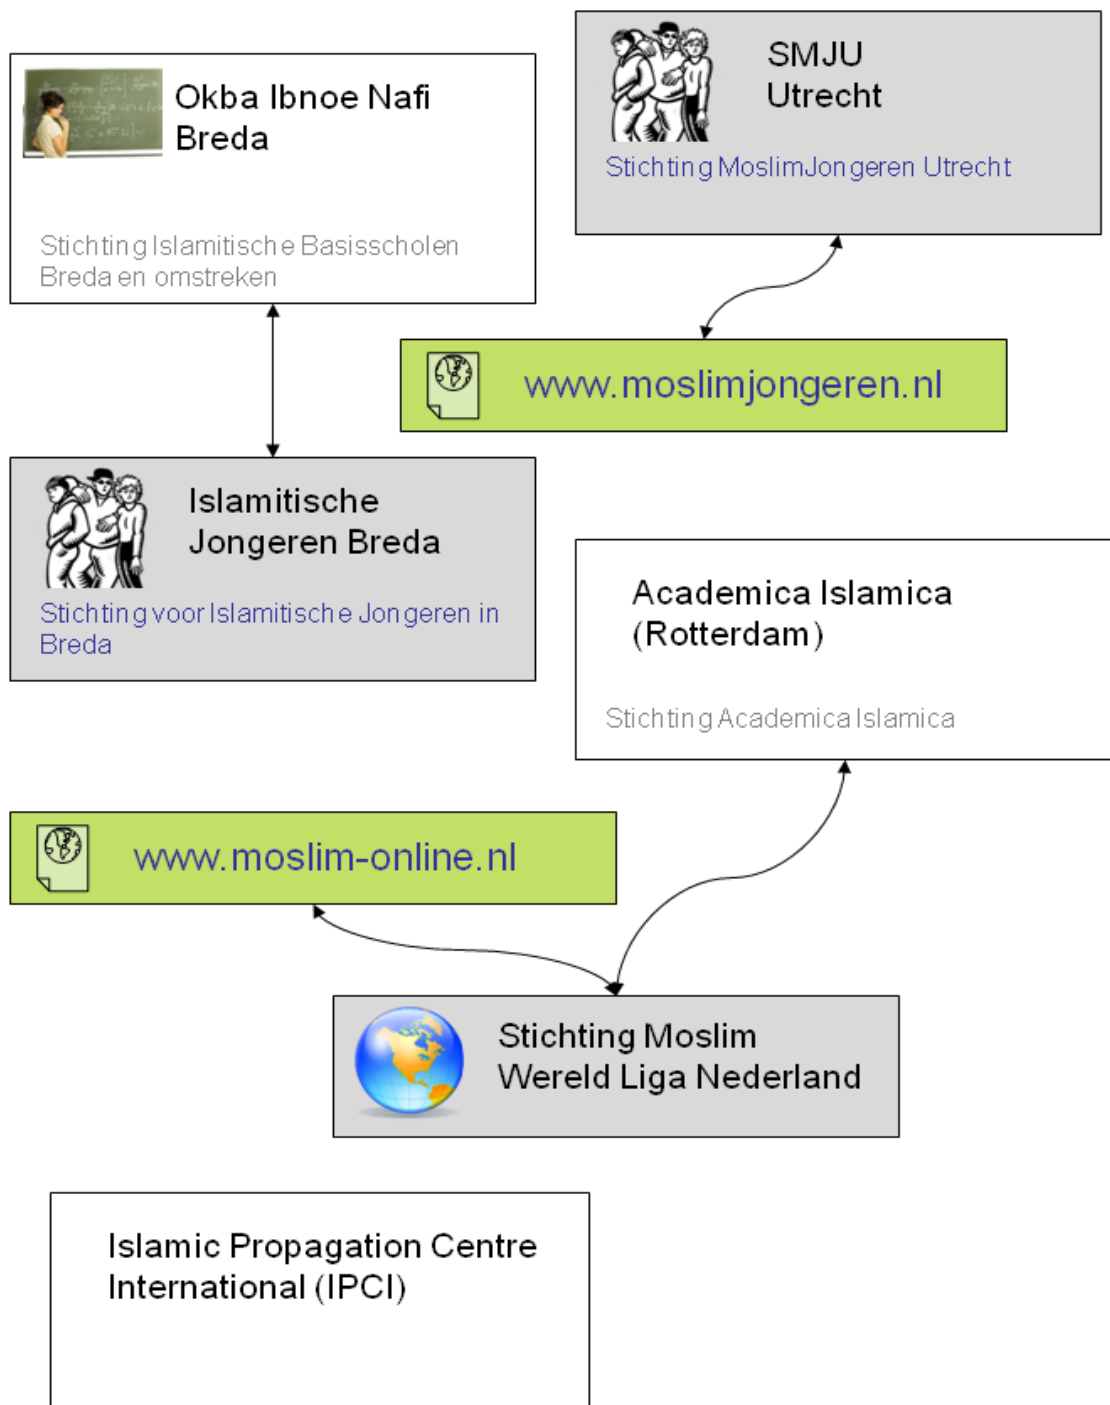 Okba Ibnoe Nafi
Breda
Stichting Islamitische Basisscholen
Breda en omstreken
SMJU
Utrecht
Stichting MoslimJongeren Utrecht
www.moslimjongeren.nl
Islamitische
Jongeren Breda
Stichting voor Islamitische Jongeren in
Breda
Academica Islamica
(Rotterdam)
Stichting Academica Islamica
www.moslim-online.nl
Stichting Moslim
Wereld Liga Nederland
Islamic Propagation Centre
International (IPCI)